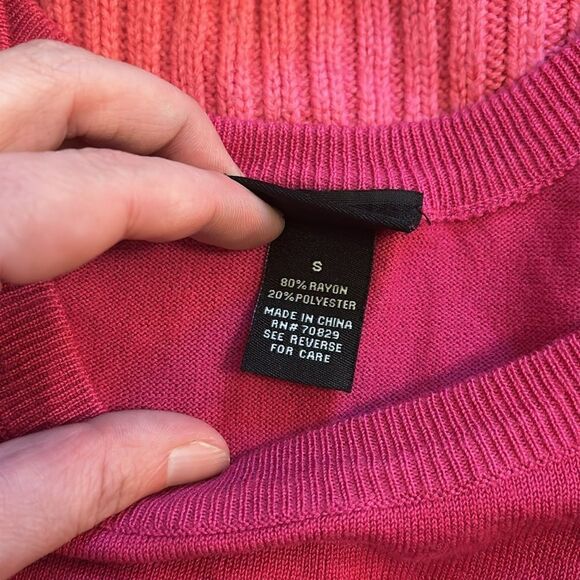 S
80% RAYON
20% POLYESTER
MADE IN CHINA
RN# 70829
SEE REVERSE
FOR CARE